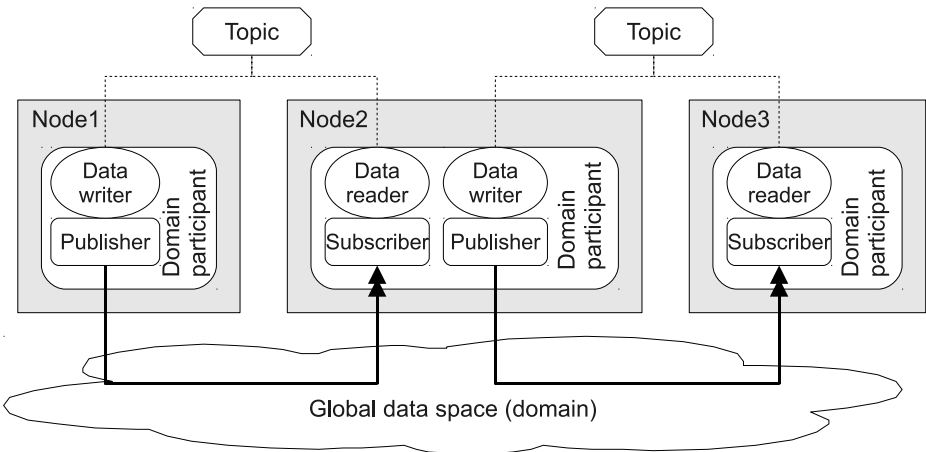 Topic
Topic
Node1
Data
writer
Publisher
Domain
participant
Node2
Data
reader
Subscriber
Data
writer
Publisher
Domain
participant
Node3
Data
reader
Subscriber
Domain
participant
Global data space (domain)